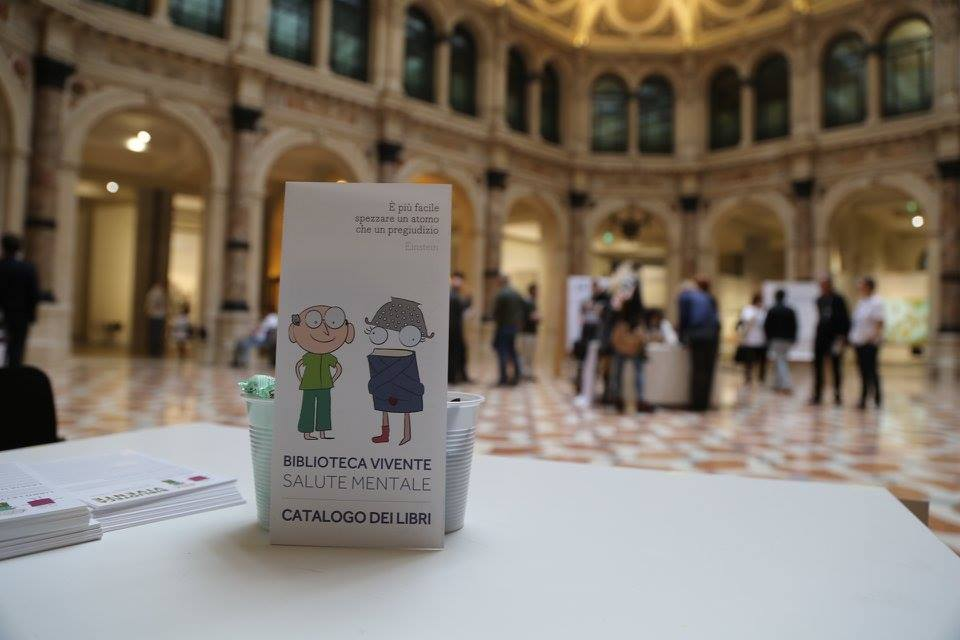 È più facile
spezzare un atomo
che un pregiudizio
Einstein
BIBLIOTECA VIVENTE
SALUTE MENTALE
CATALOGO DEI LIBRI